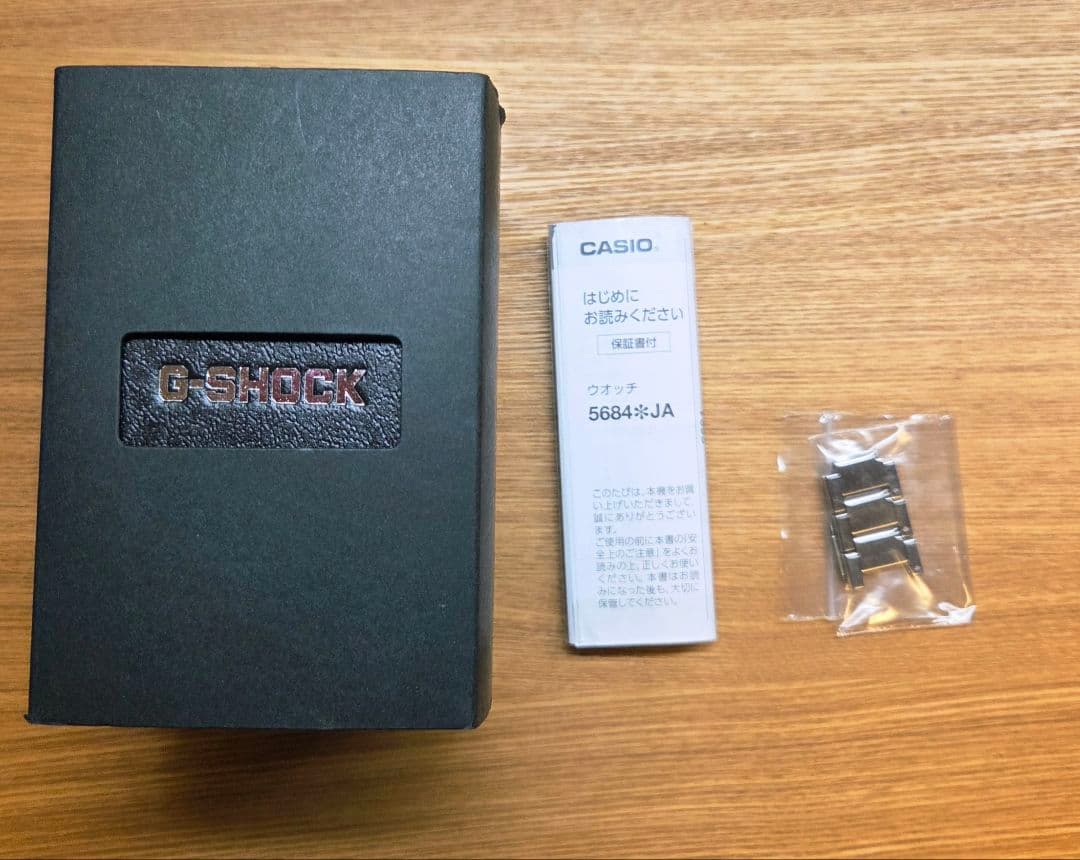 G-SHOCK
CASIO
はじめに
お読みください
保証書付
ウオッチ
5684＊JA
このたびは、本機をお買
い上げいただきまして、
誠にありがとうござい
ます。
ご使用の前に本書の「安
全上のご注意」をよくお
読みの上、正しくお使い
ください。本書はお読
みになった後も、大切に
保管してください。